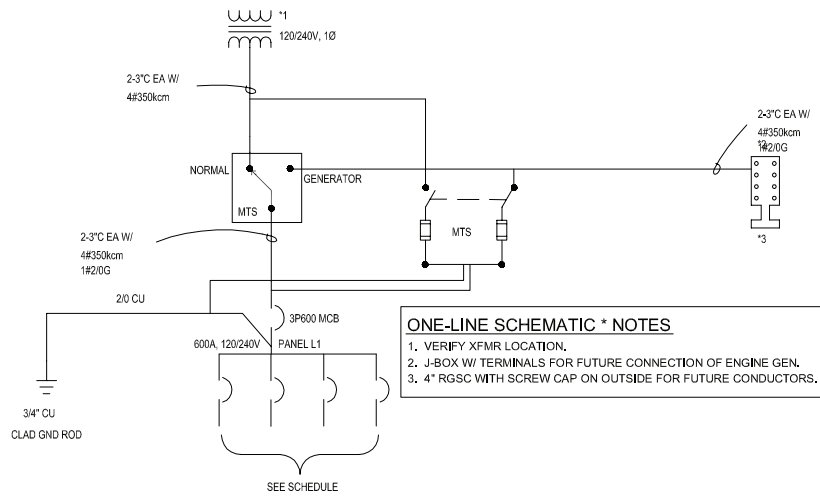 *1
120/240V, 1Ø
2-3"C EA W/
4#350kcm
2-3"C EA W/
4#350kcm
1#2/0G
*2
*3
NORMAL
GENERATOR
MTS
MTS
2-3"C EA W/
4#350kcm
1#2/0G
2/0 CU
3P600 MCB
600A, 120/240V
PANEL L1
3/4" CU
CLAD GND ROD
SEE SCHEDULE
ONE-LINE SCHEMATIC * NOTES
1. VERIFY XFMR LOCATION.
2. J-BOX W/ TERMINALS FOR FUTURE CONNECTION OF ENGINE GEN.
3. 4" RGSC WITH SCREW CAP ON OUTSIDE FOR FUTURE CONDUCTORS.